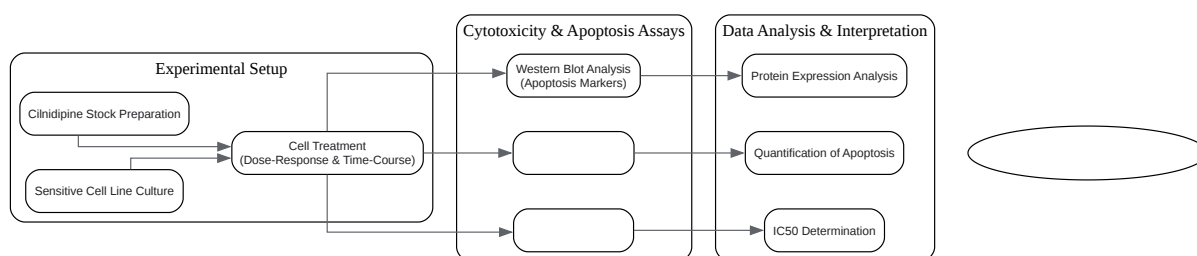 Experimental Setup
Cilnidipine Stock Preparation
Sensitive Cell Line Culture
Cell Treatment
(Dose-Response & Time-Course)
Cytotoxicity & Apoptosis Assays
Western Blot Analysis
(Apoptosis Markers)
Data Analysis & Interpretation
Protein Expression Analysis
Quantification of Apoptosis
IC50 Determination